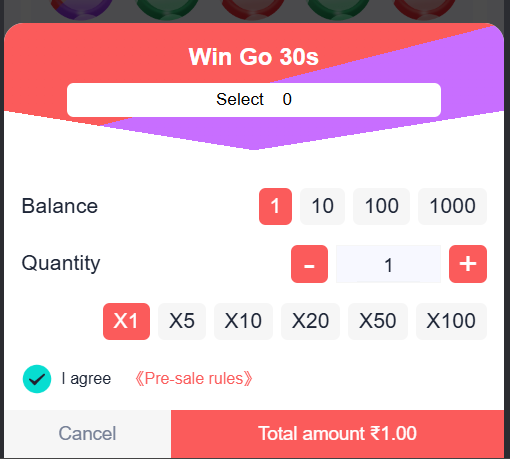 Win Go 30s
Select 0
Balance 1 10 100 1000
Quantity - 1 +
X1 X5 X10 X20 X50 X100
I agree 《Pre-sale rules》
Cancel Total amount ₹1.00